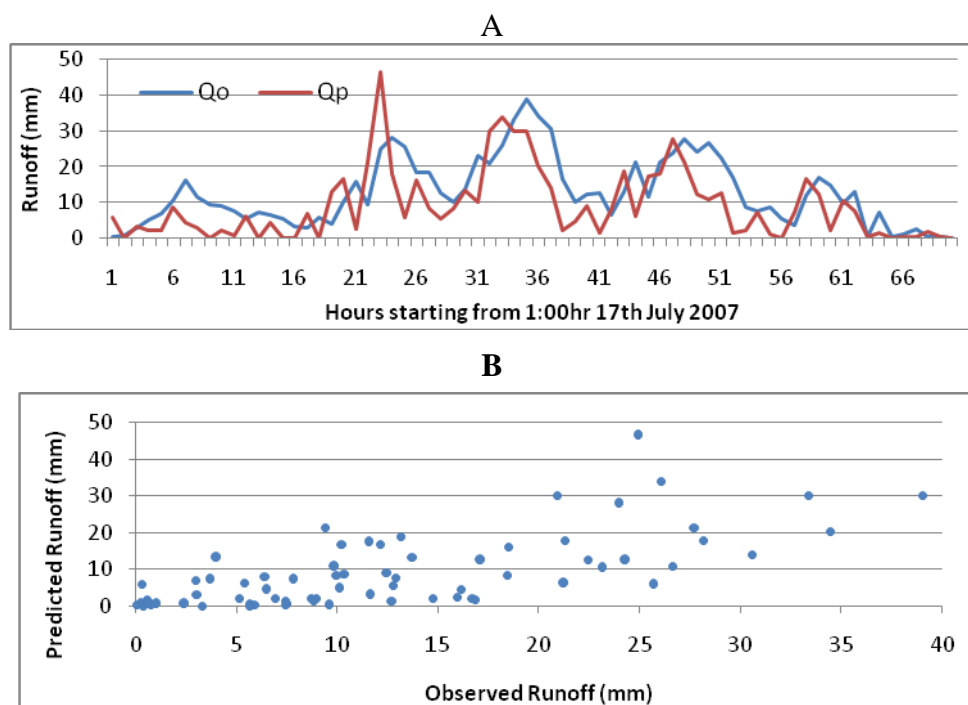 A
50
40
30
20
10
0
Runoff (mm)
Qo
Qp
1 6 11 16 21 26 31 36 41 46 51 56 61 66
Hours starting from 1:00hr 17th July 2007
B
50
40
30
20
10
0
Predicted Runoff (mm)
0 5 10 15 20 25 30 35 40
Observed Runoff (mm)